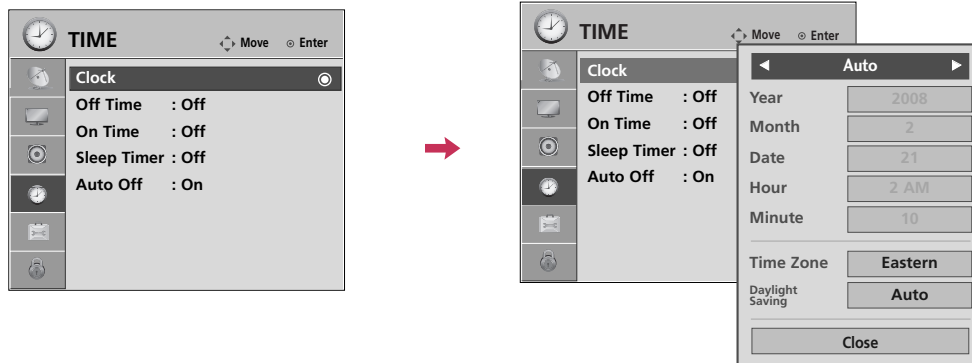 TIME
Move
Enter
Clock
Off Time : Off
On Time : Off
Sleep Timer : Off
Auto Off : On
TIME
Move
Enter
Clock
Off Time : Off
On Time : Off
Sleep Timer : Off
Auto Off : On
Auto
Year 2008
Month 2
Date 21
Hour 2 AM
Minute 10
Time Zone Eastern
Daylight
Saving
Auto
Close